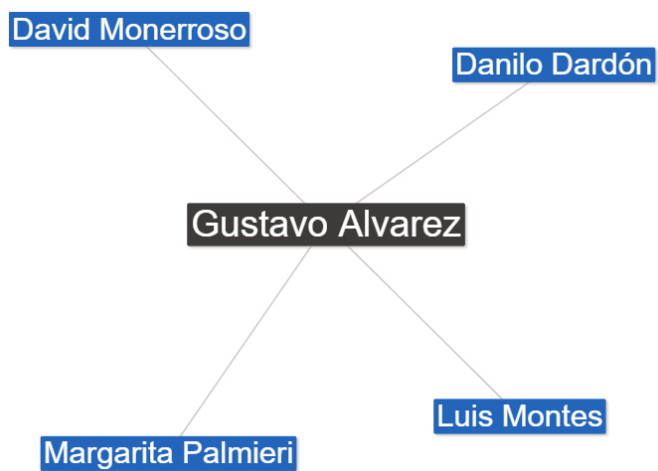 David Monerroso
Danilo Dardón
Gustavo Alvarez
Luis Montes
Margarita Palmieri